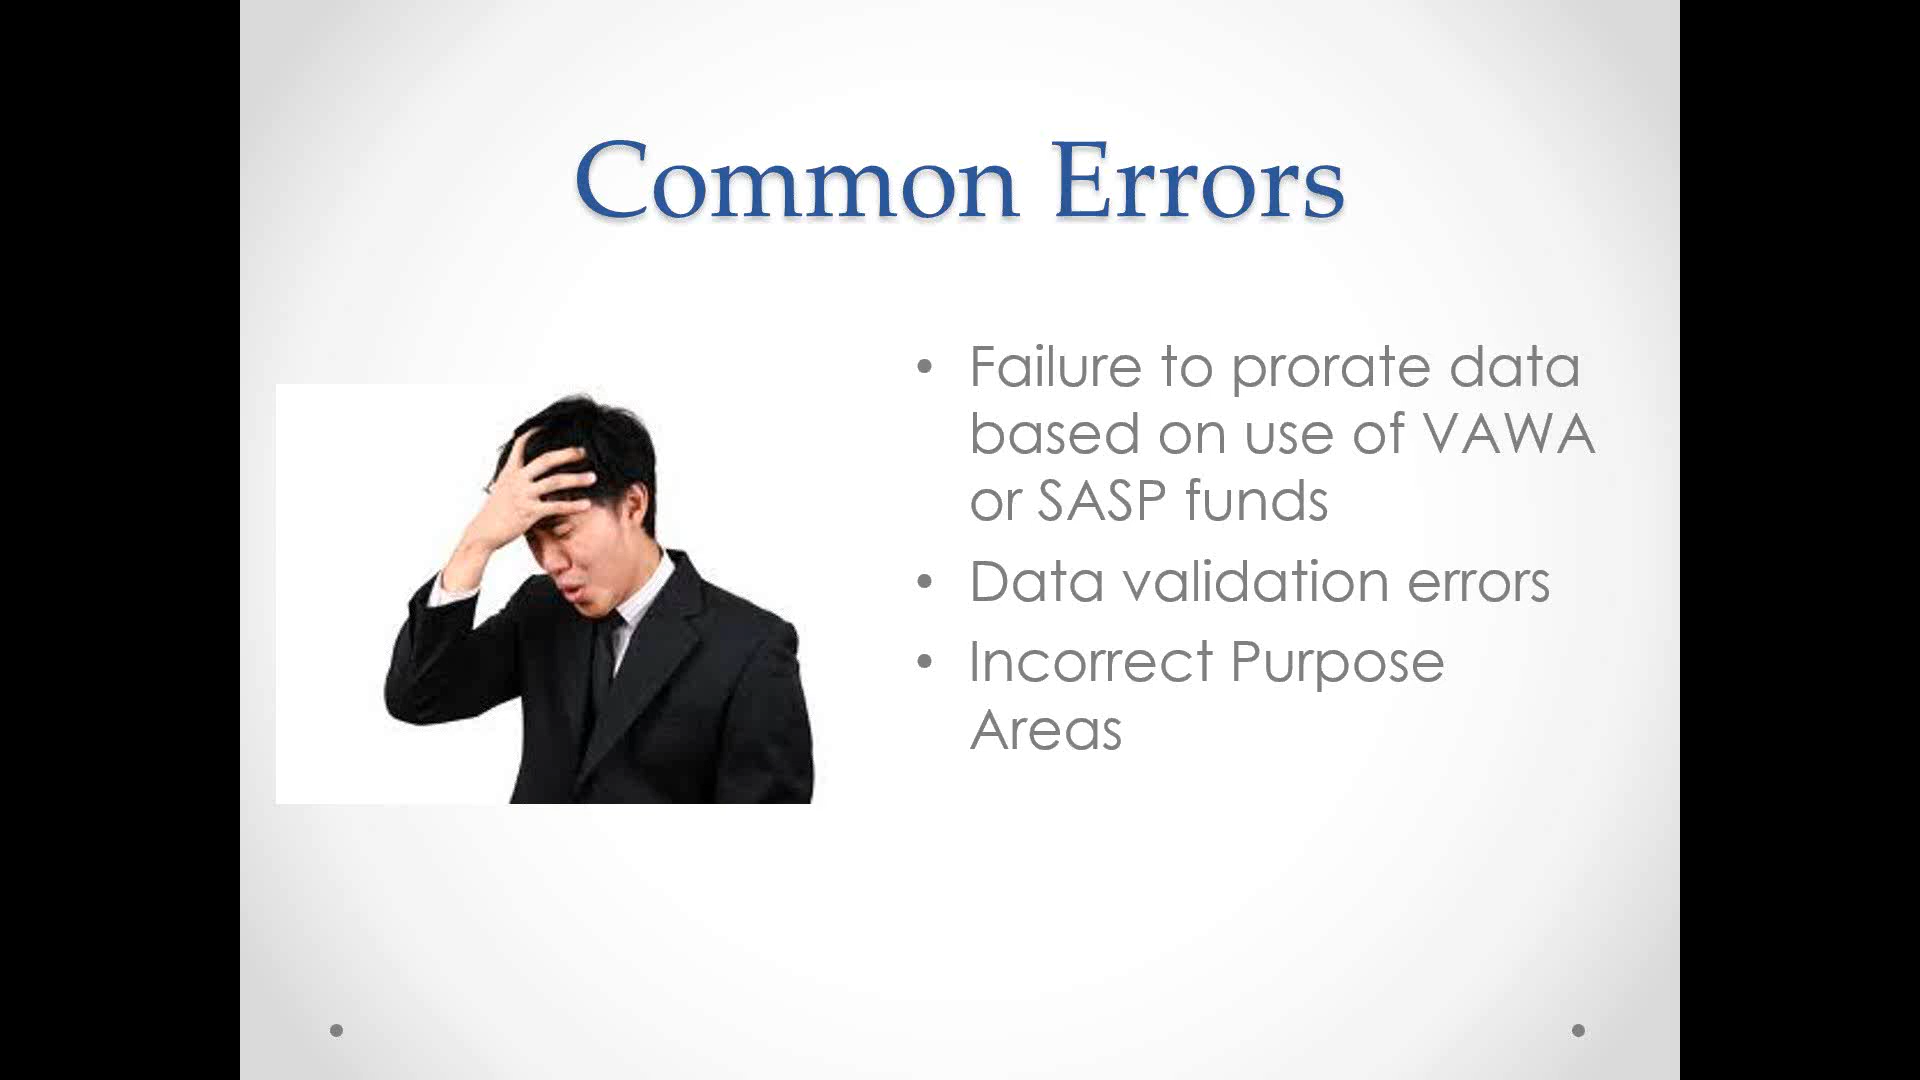 Common Errors
• Failure to prorate data
based on use of VAWA
or SASP funds
• Data validation errors
• Incorrect Purpose
Areas